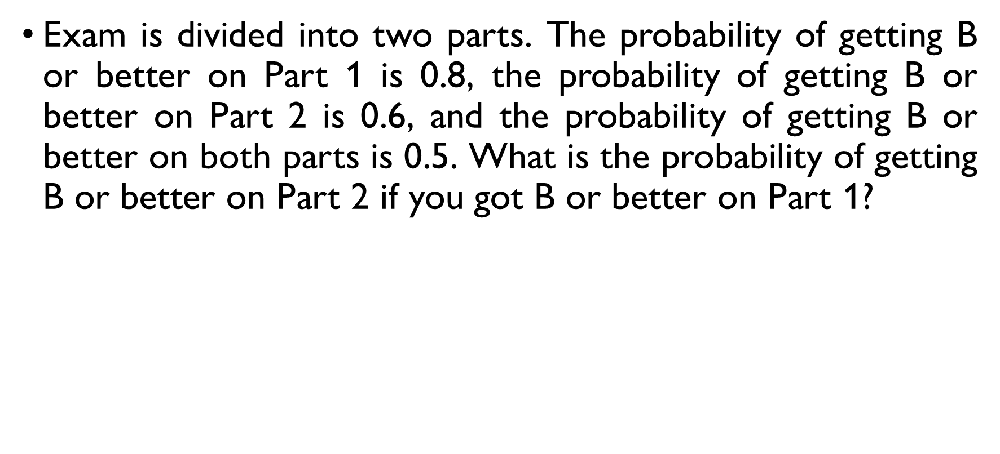 • Exam is divided into two parts. The probability of getting B
or better on Part 1 is 0.8, the probability of getting B or
better on Part 2 is 0.6, and the probability of getting B or
better on both parts is 0.5. What is the probability of getting
B or better on Part 2 if you got B or better on Part 1?